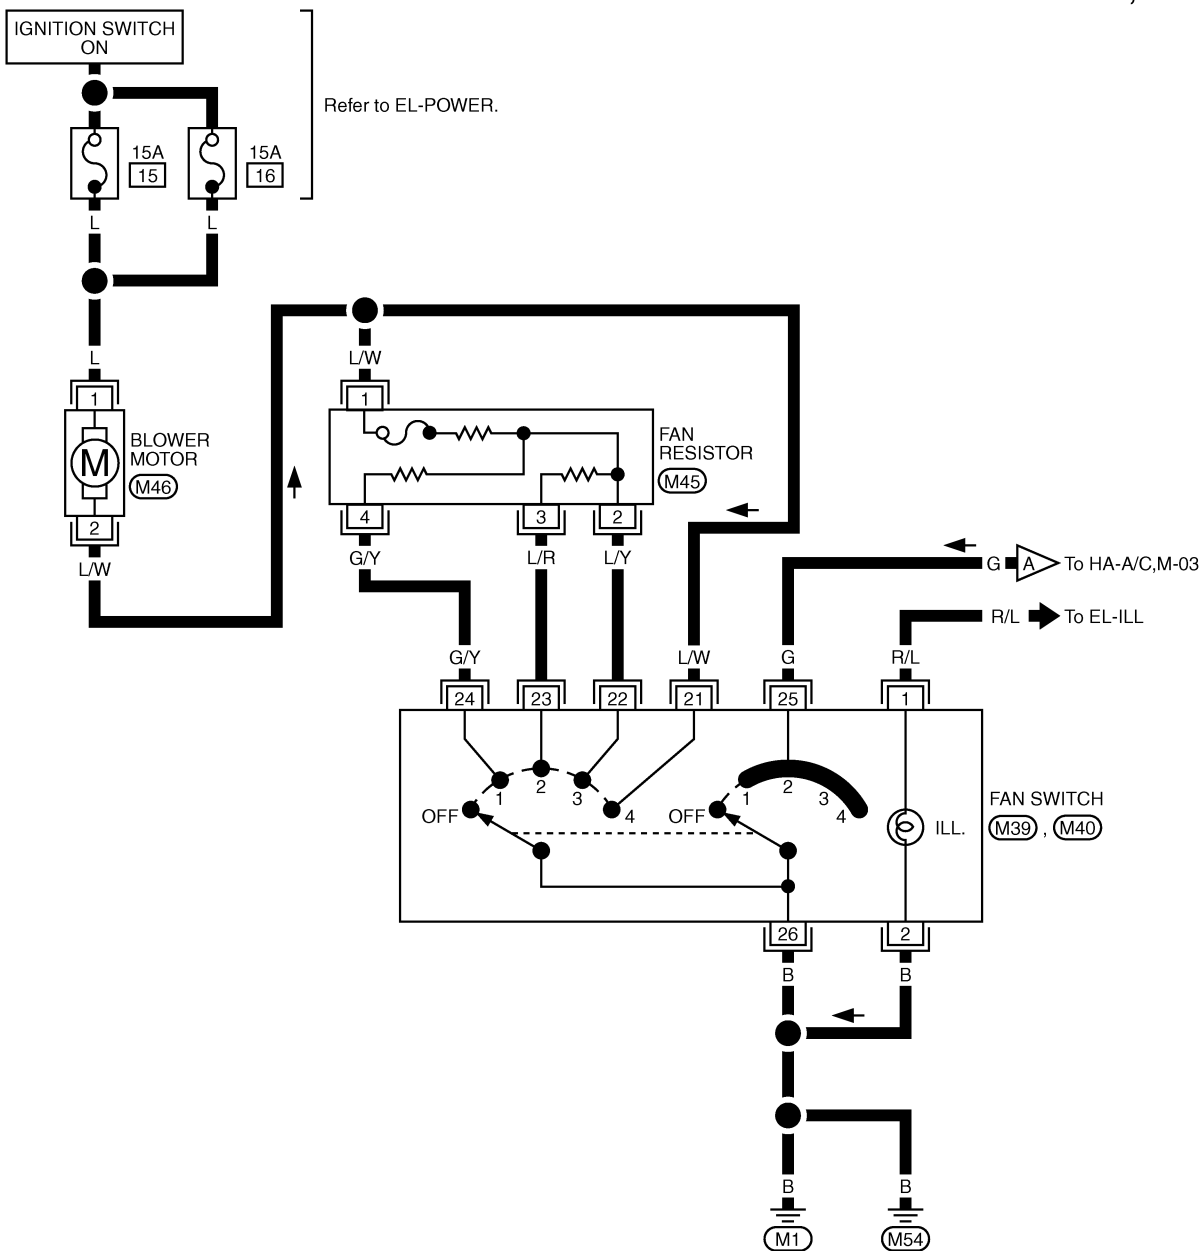 IGNITION SWITCH
ON
Refer to EL-POWER.
15A
15
15A
16
L
L
L
L/W
1
1
BLOWER
MOTOR
M
M46
FAN
RESISTOR
M45
2
4
3
2
L/W
G/Y
L/R
L/Y
G
A
To HA-A/C,M-03
R/L
To EL-ILL
G/Y
L/W
G
R/L
24
23
22
21
25
1
OFF
1
2
3
4
OFF
1
2
3
4
ILL.
FAN SWITCH
M39 , M40
26
2
B
B
B
B
M1
M54